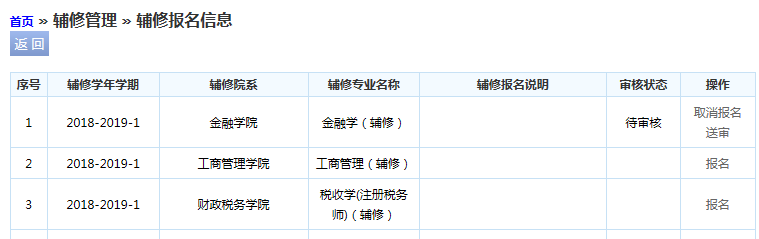 首页 » 辅修管理 » 辅修报名信息
返 回
序号 辅修学年学期 辅修院系 辅修专业名称 辅修报名说明 审核状态 操作
1 2018-2019-1 金融学院 金融学（辅修） 待审核 取消报名
送审
2 2018-2019-1 工商管理学院 工商管理（辅修） 报名
3 2018-2019-1 财政税务学院 税收学(注册税务
师)（辅修） 报名